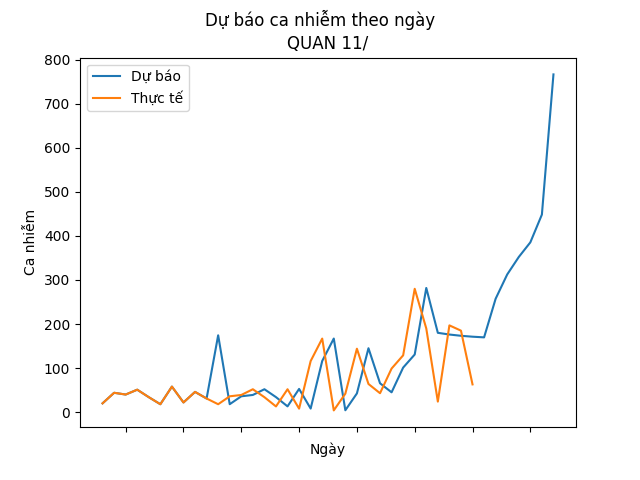 Dự báo ca nhiễm theo ngày
QUAN 11/
Dự báo
Thực tế
800
700
600
500
400
300
200
100
0
Ca nhiễm
Ngày